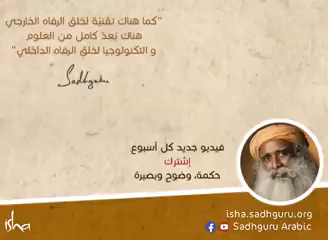 "كما هناك تقنيّة لخلق الرفاه الخارجي
هناك بُعدٌ كامل من العلوم
و التكنولوجيا لخلق الرفاه الداخلي"
Sadhguru
فيديو جديد كل أسبوع
إشترك
حكمة، وضوح وبصيرة
isha.sadhguru.org
Sadhguru Arabic
isha